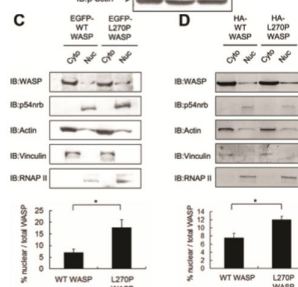 C
EGFP-
WT
WASP
EGFP-
L270P
WASP
Cyto
Nuc
Cyto
Nuc
IB:WASP
IB:p54nrb
IB:Actin
IB:Vinculin
IB:RNAP II
% nuclear / total WASP
25
20
15
10
5
0
*
WT WASP
L270P
D
HA-
WT
WASP
HA-
L270P
WASP
Cyto
Nuc
Cyto
Nuc
IB:WASP
IB:p54nrb
IB:Actin
IB:Vinculin
IB:RNAP II
% nuclear / total WASP
14
12
10
8
6
4
2
0
*
WT WASP
L270P